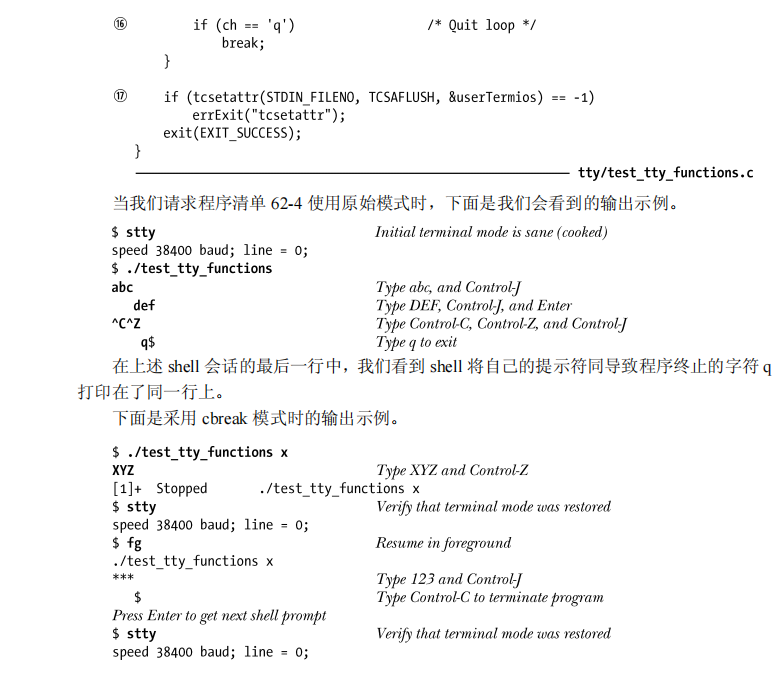 ⑯ if (ch == 'q') /* Quit loop */
break;
}
⑰ if (tcsetattr(STDIN_FILENO, TCSAFLUSH, &userTermios) == -1)
errExit("tcsetattr");
exit(EXIT_SUCCESS);
}
tty/test_tty_functions.c
当我们请求程序清单 62-4 使用原始模式时，下面是我们会看到的输出示例。
$ stty Initial terminal mode is sane (cooked)
speed 38400 baud; line = 0;
$ ./test_tty_functions
abc Type abc, and Control-J
def Type DEF, Control-J, and Enter
^C^Z Type Control-C, Control-Z, and Control-J
q$ Type q to exit
在上述 shell 会话的最后一行中，我们看到 shell 将自己的提示符同导致程序终止的字符 q
打印在了同一行上。
下面是采用 cbreak 模式时的输出示例。
$ ./test_tty_functions x
XYZ Type XYZ and Control-Z
[1]+ Stopped ./test_tty_functions x
$ stty Verify that terminal mode was restored
speed 38400 baud; line = 0;
$ fg Resume in foreground
./test_tty_functions x
*** Type 123 and Control-J
$ Type Control-C to terminate program
Press Enter to get next shell prompt
$ stty Verify that terminal mode was restored
speed 38400 baud; line = 0;